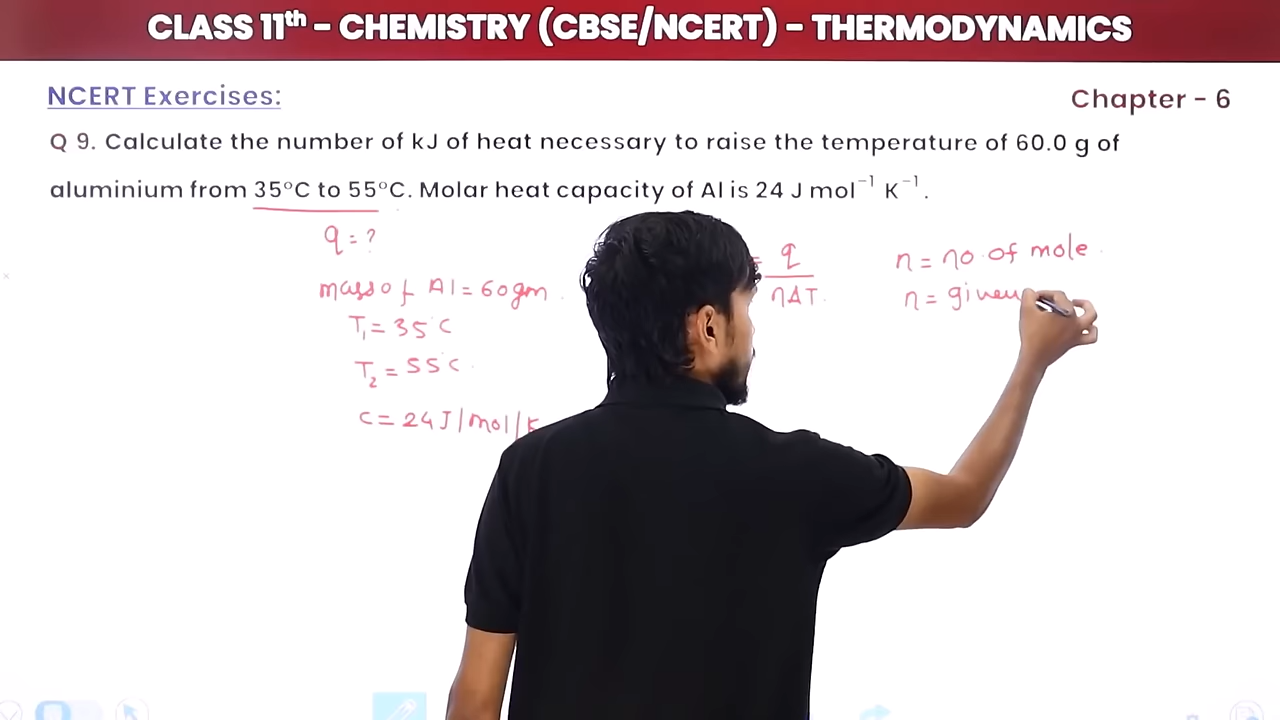 CLASS 11th – CHEMISTRY (CBSE/NCERT) – THERMODYNAMICS
NCERT Exercises:
Chapter - 6
Q 9. Calculate the number of kJ of heat necessary to raise the temperature of 60.0 g of
aluminium from 35°C to 55°C. Molar heat capacity of Al is 24 J mol⁻¹ K⁻¹.
q = ?
mass of Al = 60gm
T₁ = 35°C
T₂ = 55°C
C = 24 J/mol/K
= q
nΔT
n = no. of mole
n = given